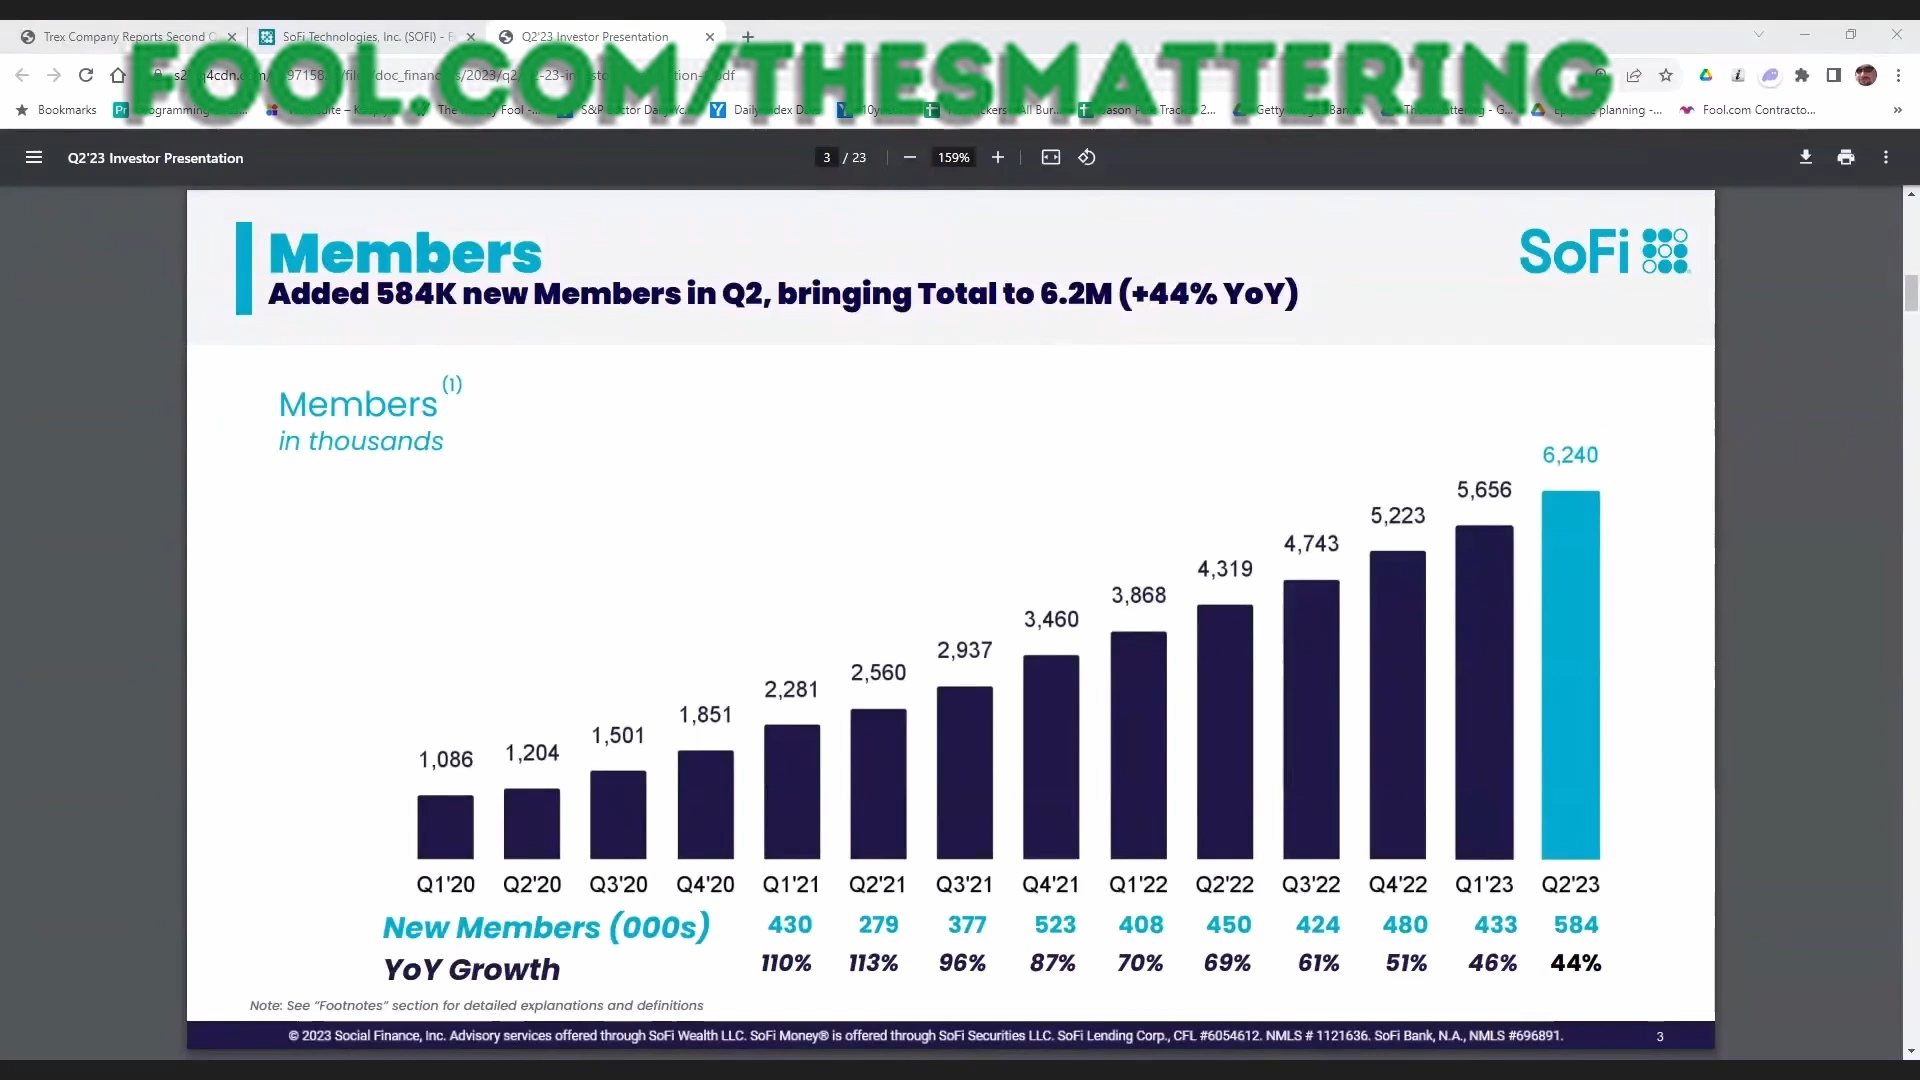 Trex Company Reports Second Q
SoFi Technologies, Inc. (SOFI) - F
Q2'23 Investor Presentation
FOOL.COM/THESMATTERING
Bookmarks
Fool.com Contracto...
Q2'23 Investor Presentation
3 / 23
159%
Members
Added 584K new Members in Q2, bringing Total to 6.2M (+44% YoY)
SoFi
Members (1)
in thousands
1,086 1,204 1,501 1,851 2,281 2,560 2,937 3,460 3,868 4,319 4,743 5,223 5,656 6,240
Q1'20 Q2'20 Q3'20 Q4'20 Q1'21 Q2'21 Q3'21 Q4'21 Q1'22 Q2'22 Q3'22 Q4'22 Q1'23 Q2'23
New Members (000s) 430 279 377 523 408 450 424 480 433 584
YoY Growth 110% 113% 96% 87% 70% 69% 61% 51% 46% 44%
Note: See “Footnotes” section for detailed explanations and definitions
© 2023 Social Finance, Inc. Advisory services offered through SoFi Wealth LLC. SoFi Money® is offered through SoFi Securities LLC. SoFi Lending Corp., CFL #6054612. NMLS # 1121636. SoFi Bank, N.A., NMLS #696891.
3